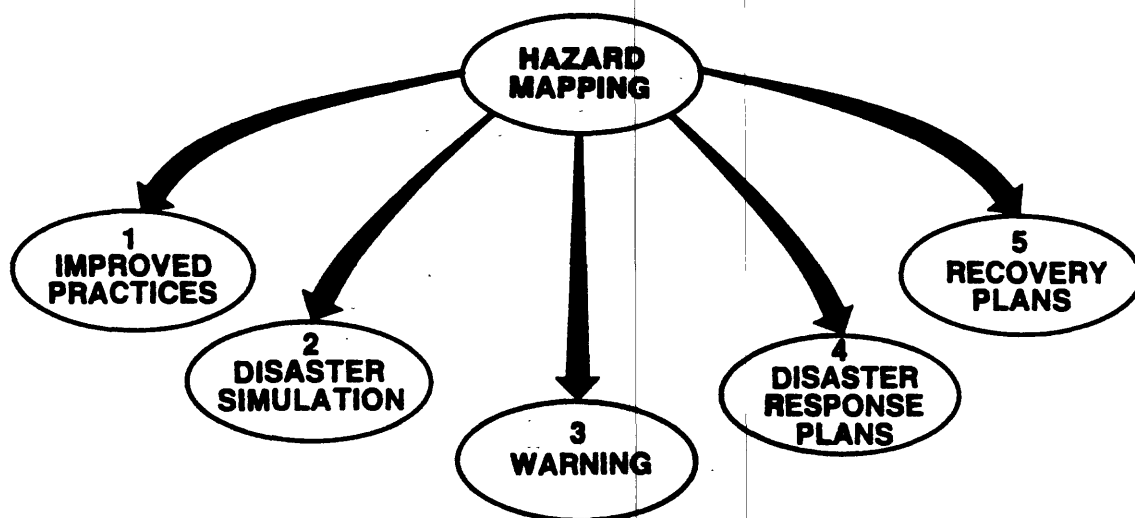 HAZARD
MAPPING
1
IMPROVED
PRACTICES
2
DISASTER
SIMULATION
3
WARNING
4
DISASTER
RESPONSE
PLANS
5
RECOVERY
PLANS